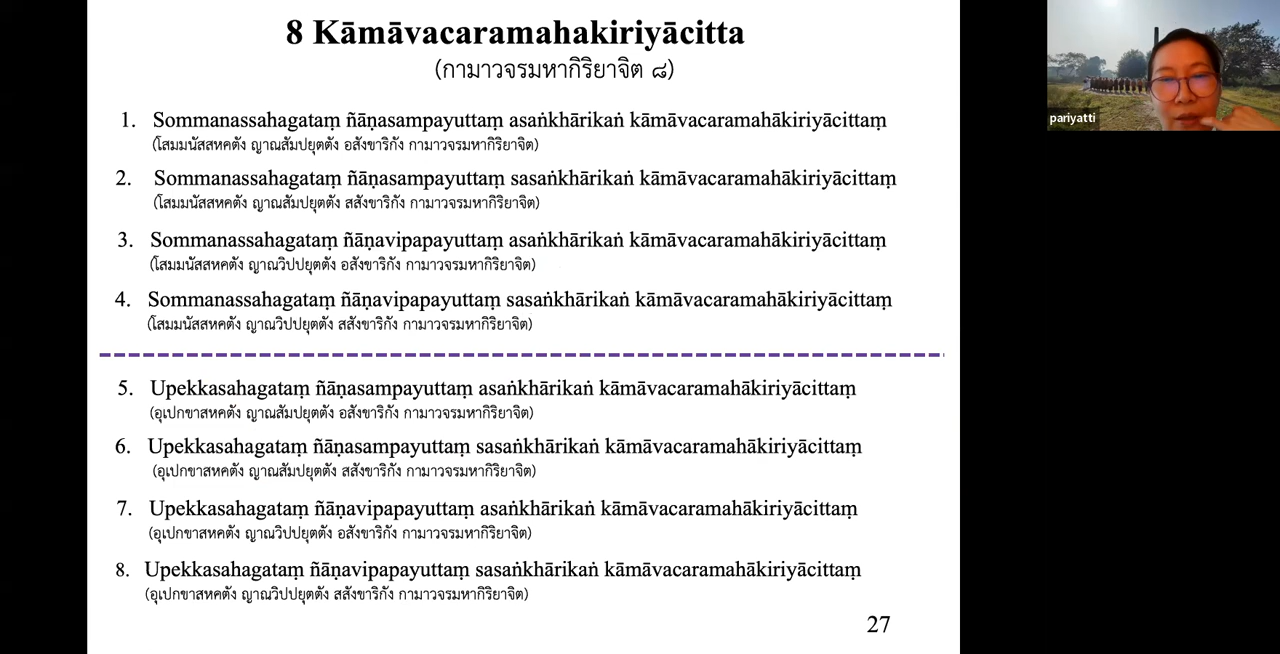 8 Kāmāvacaramahakiriyācitta
(กามาวจรมหากิริยาจิต ๘)
pariyatti
1. Sommanassahagataṃ ñāṇasampayuttaṃ asaṅkhārikaṅ kāmāvacaramahākiriyācittaṃ
(โสมมนัสสหคตัง ญาณสัมปยุตตัง อสังขาริกัง กามาวจรมหากิริยาจิต)
2. Sommanassahagataṃ ñāṇasampayuttaṃ sasaṅkhārikaṅ kāmāvacaramahākiriyācittaṃ
(โสมมนัสสหคตัง ญาณสัมปยุตตัง สสังขาริกัง กามาวจรมหากิริยาจิต)
3. Sommanassahagataṃ ñāṇavipapayuttaṃ asaṅkhārikaṅ kāmāvacaramahākiriyācittaṃ
(โสมมนัสสหคตัง ญาณวิปปยุตตัง อสังขาริกัง กามาวจรมหากิริยาจิต)
4. Sommanassahagataṃ ñāṇavipapayuttaṃ sasaṅkhārikaṅ kāmāvacaramahākiriyācittaṃ
(โสมมนัสสหคตัง ญาณวิปปยุตตัง สสังขาริกัง กามาวจรมหากิริยาจิต)
5. Upekkasahagataṃ ñāṇasampayuttaṃ asaṅkhārikaṅ kāmāvacaramahākiriyācittaṃ
(อุเปกขาสหคตัง ญาณสัมปยุตตัง อสังขาริกัง กามาวจรมหากิริยาจิต)
6. Upekkasahagataṃ ñāṇasampayuttaṃ sasaṅkhārikaṅ kāmāvacaramahākiriyācittaṃ
(อุเปกขาสหคตัง ญาณสัมปยุตตัง สสังขาริกัง กามาวจรมหากิริยาจิต)
7. Upekkasahagataṃ ñāṇavipapayuttaṃ asaṅkhārikaṅ kāmāvacaramahākiriyācittaṃ
(อุเปกขาสหคตัง ญาณวิปปยุตตัง อสังขาริกัง กามาวจรมหากิริยาจิต)
8. Upekkasahagataṃ ñāṇavipapayuttaṃ sasaṅkhārikaṅ kāmāvacaramahākiriyācittaṃ
(อุเปกขาสหคตัง ญาณวิปปยุตตัง สสังขาริกัง กามาวจรมหากิริยาจิต)
27